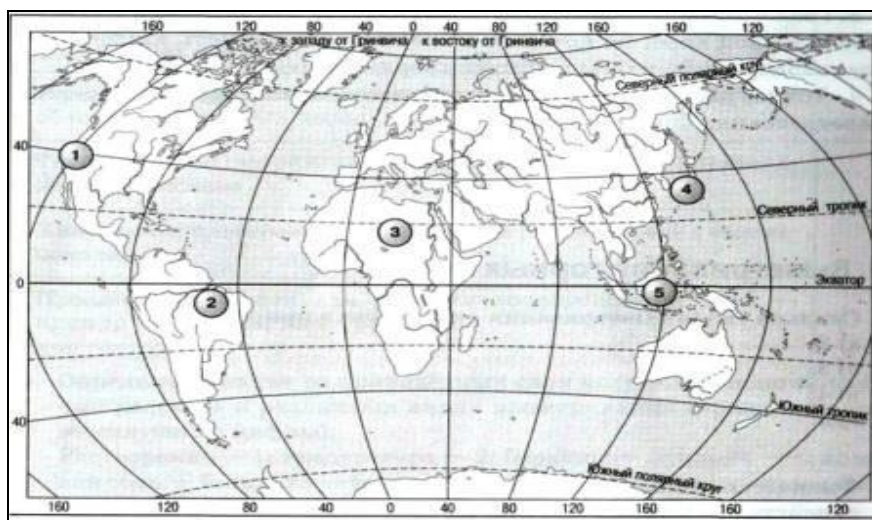 160 120 80 40 0 40 80 120 160 160 120
к западу от Гринвича к востоку от Гринвича
Северный полярный круг
40
1
4
Северный тропик
3
0
Экватор
2
5
40
Южный тропик
Южный полярный круг
160 120 80 40 0 40 80 120 160 160 120